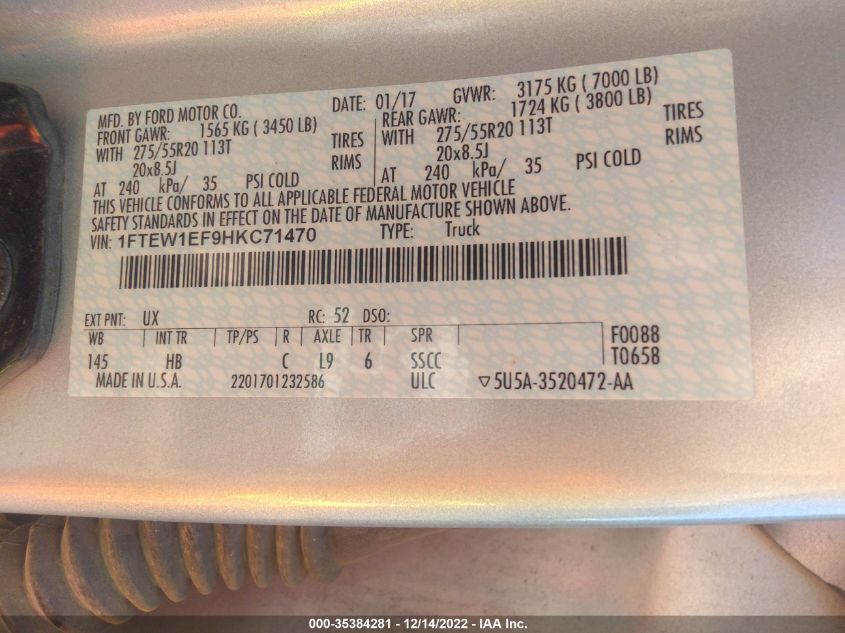 MFD. BY FORD MOTOR CO. DATE: 01/17 GVWR: 3175 KG ( 7000 LB)
FRONT GAWR: 1565 KG ( 3450 LB) REAR GAWR: 1724 KG ( 3800 LB)
WITH 275/55R20 113T TIRES WITH 275/55R20 113T TIRES
20x8.5J RIMS 20x8.5J RIMS
AT 240 kPa/ 35 PSI COLD AT 240 kPa/ 35 PSI COLD
THIS VEHICLE CONFORMS TO ALL APPLICABLE FEDERAL MOTOR VEHICLE
SAFETY STANDARDS IN EFFECT ON THE DATE OF MANUFACTURE SHOWN ABOVE.
VIN: 1FTEW1EF9HKC71470 TYPE: Truck
EXT PNT: UX RC: 52 DSO:
WB INT TR TP/PS R AXLE TR SPR F0088
145 HB C L9 6 SSCC T0658
MADE IN U.S.A. 2201701232586 ULC ▽5U5A-3520472-AA
000-35384281 - 12/14/2022 - IAA Inc.